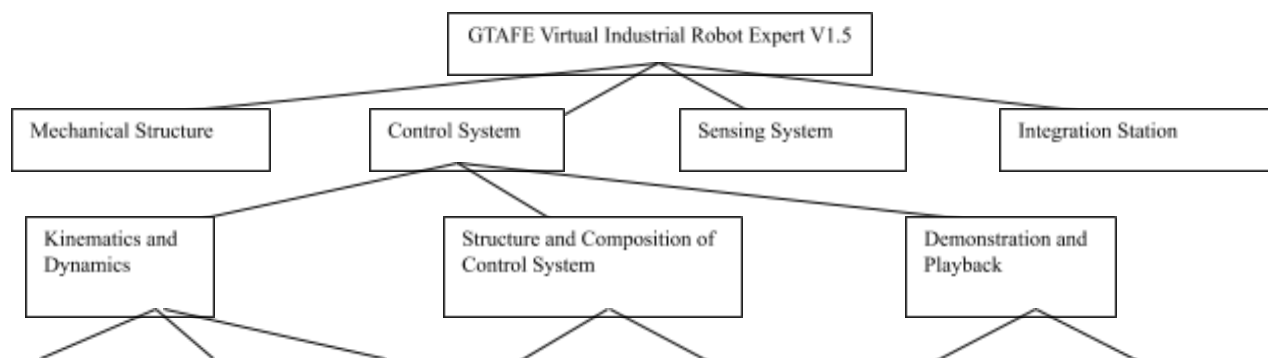 GTAFE Virtual Industrial Robot Expert V1.5
Mechanical Structure
Control System
Sensing System
Integration Station
Kinematics and
Dynamics
Structure and Composition of
Control System
Demonstration and
Playback